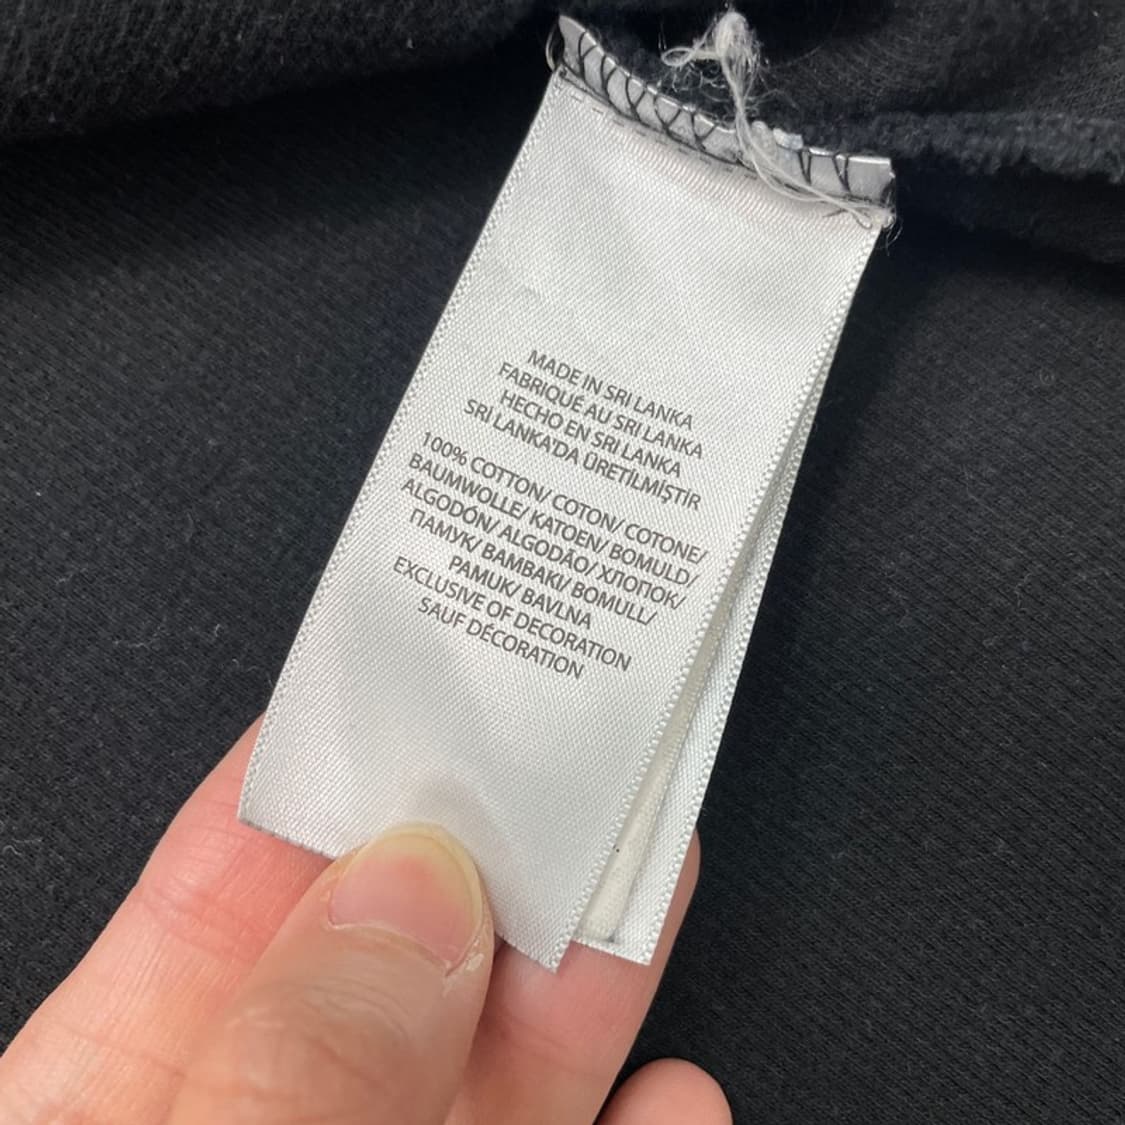 MADE IN SRI LANKA
FABRIQUÉ AU SRI LANKA
HECHO EN SRI LANKA
SRİ LANKA'DA ÜRETİLMİŞTİR
100% COTTON/ COTON/ COTONE/
BAUMWOLLE/ KATOEN/ BOMULD/
ALGODÓN/ ALGODÃO/ ХЛОПОК/
ПАМУК/ BAMBAKI/ BOMULL/
PAMUK/ BAVLNA
EXCLUSIVE OF DECORATION
SAUF DÉCORATION